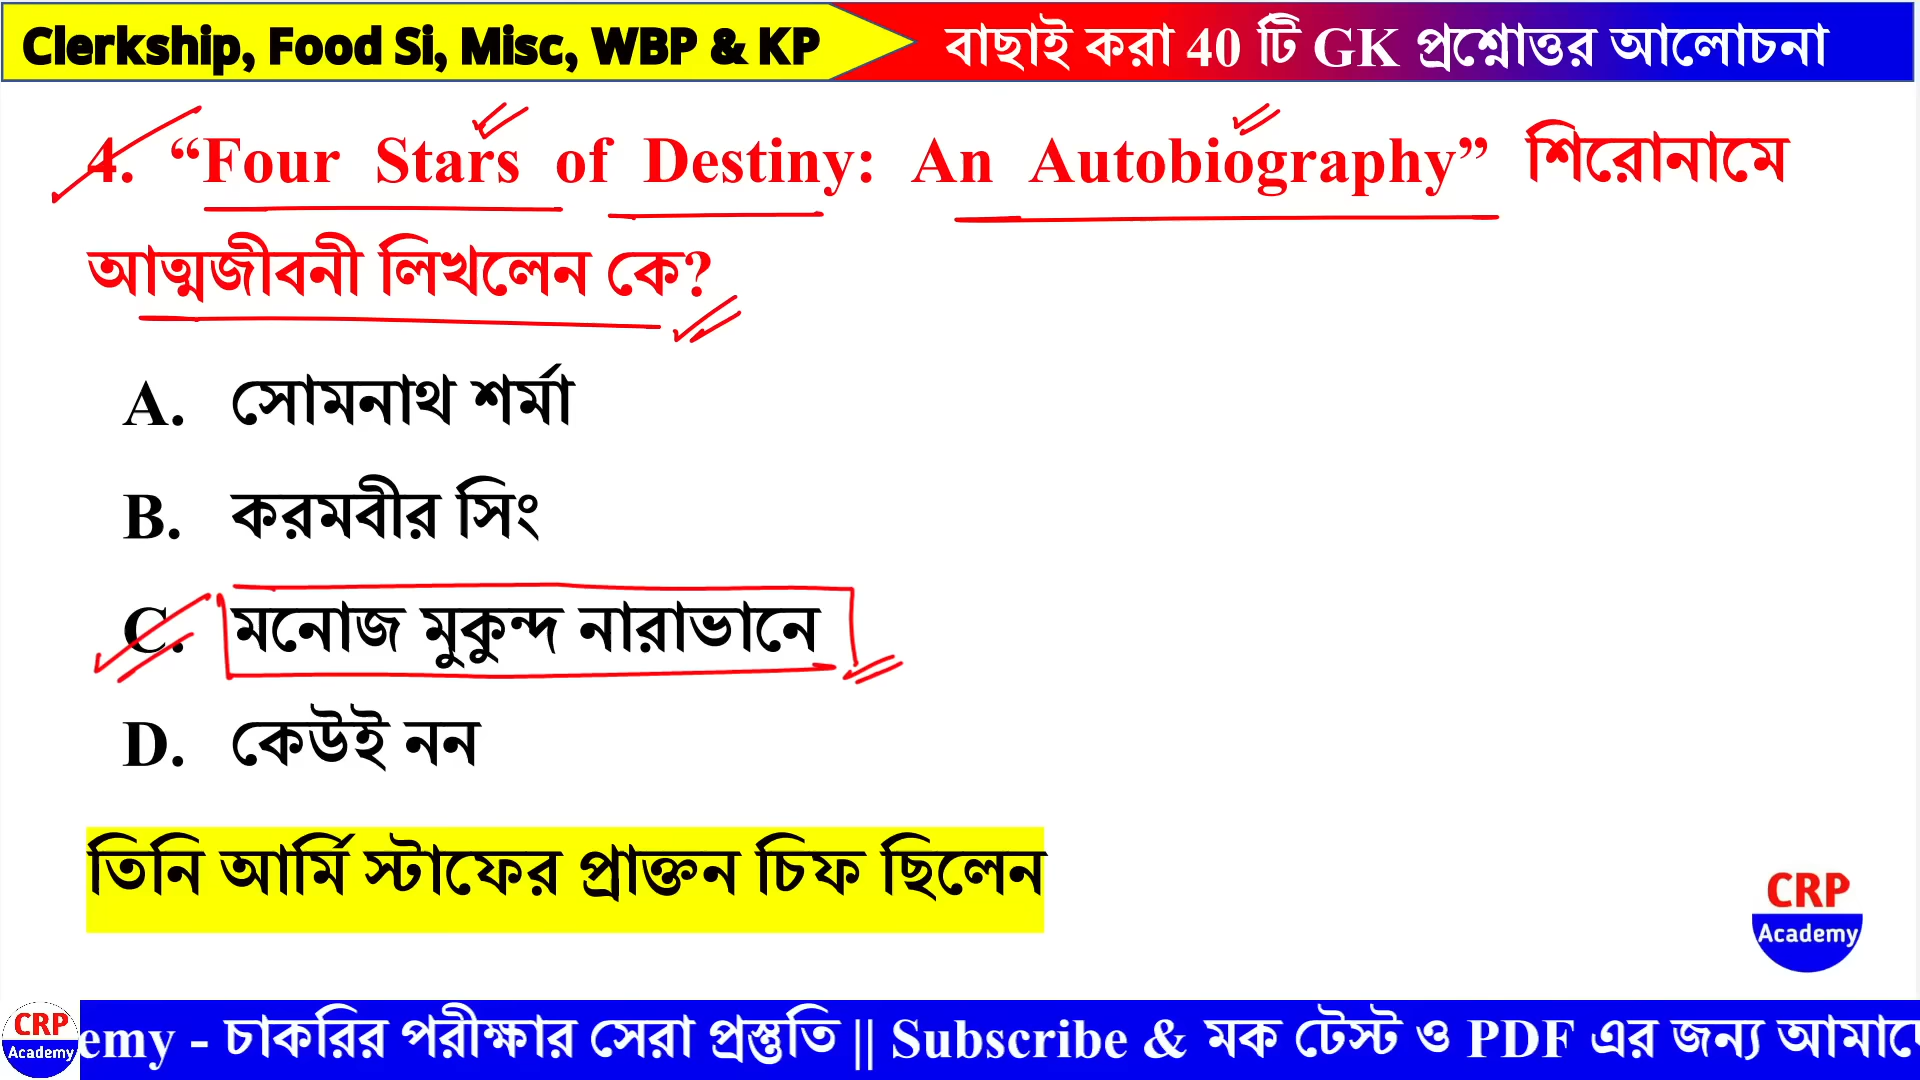 Clerkship, Food Si, Misc, WBP & KP
বাছাই করা 40 টি GK প্রশ্নোত্তর আলোচনা
4. “Four Stars of Destiny: An Autobiography” শিরোনামে
আত্মজীবনী লিখলেন কে?
A. সোমনাথ শর্মা
B. করমবীর সিং
C. মনোজ মুকুন্দ নারাভানে
D. কেউই নন
তিনি আর্মি স্টাফের প্রাক্তন চিফ ছিলেন
CRP
Academy
CRP
Academy
emy - চাকরির পরীক্ষার সেরা প্রস্তুতি || Subscribe & মক টেস্ট ও PDF এর জন্য আমাদে